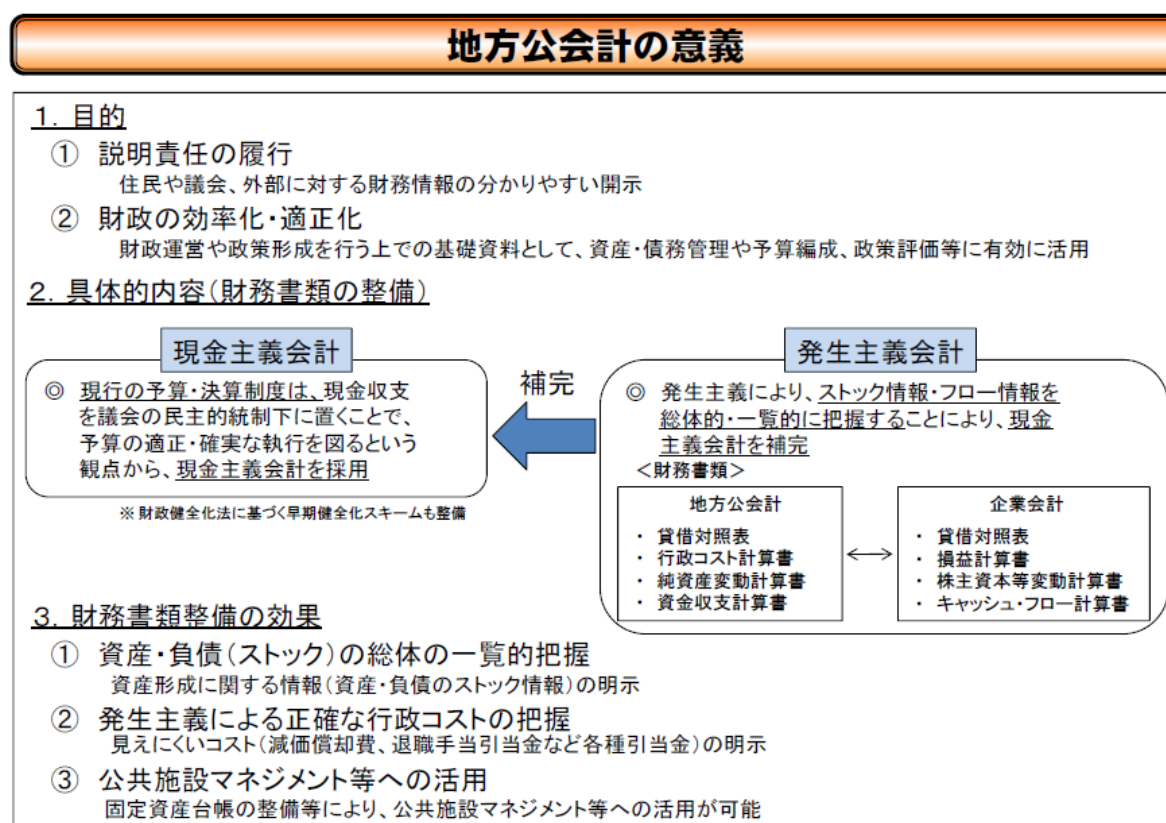 地方公会計の意義
1．目的
① 説明責任の履行
住民や議会、外部に対する財務情報の分かりやすい開示
② 財政の効率化・適正化
財政運営や政策形成を行う上での基礎資料として、資産・債務管理や予算編成、政策評価等に有効に活用
2．具体的内容(財務書類の整備)
現金主義会計
◎ 現行の予算・決算制度は、現金収支
を議会の民主的統制下に置くことで、
予算の適正・確実な執行を図るという
観点から、現金主義会計を採用
※ 財政健全化法に基づく早期健全化スキームも整備
補完
発生主義会計
◎ 発生主義により、ストック情報・フロー情報を
総体的・一覧的に把握することにより、現金
主義会計を補完
＜財務書類＞
地方公会計
・ 貸借対照表
・ 行政コスト計算書
・ 純資産変動計算書
・ 資金収支計算書
企業会計
・ 貸借対照表
・ 損益計算書
・ 株主資本等変動計算書
・ キャッシュ・フロー計算書
3．財務書類整備の効果
① 資産・負債(ストック)の総体の一覧的把握
資産形成に関する情報(資産・負債のストック情報)の明示
② 発生主義による正確な行政コストの把握
見えにくいコスト(減価償却費、退職手当引当金など各種引当金)の明示
③ 公共施設マネジメント等への活用
固定資産台帳の整備等により、公共施設マネジメント等への活用が可能